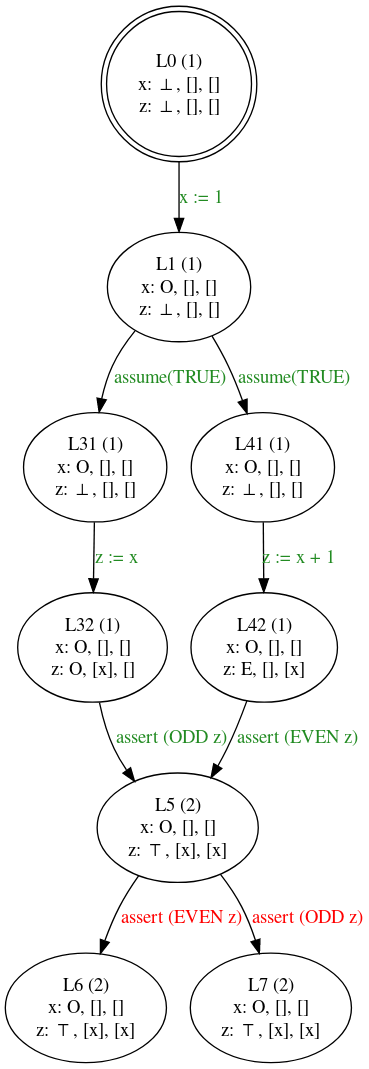 L0 (1)
x: ⊥, [], []
z: ⊥, [], []
x := 1
L1 (1)
x: O, [], []
z: ⊥, [], []
assume(TRUE)
assume(TRUE)
L31 (1)
x: O, [], []
z: ⊥, [], []
L41 (1)
x: O, [], []
z: ⊥, [], []
z := x
z := x + 1
L32 (1)
x: O, [], []
z: O, [x], []
L42 (1)
x: O, [], []
z: E, [], [x]
assert (ODD z)
assert (EVEN z)
L5 (2)
x: O, [], []
z: ⊤, [x], [x]
assert (EVEN z)
assert (ODD z)
L6 (2)
x: O, [], []
z: ⊤, [x], [x]
L7 (2)
x: O, [], []
z: ⊤, [x], [x]